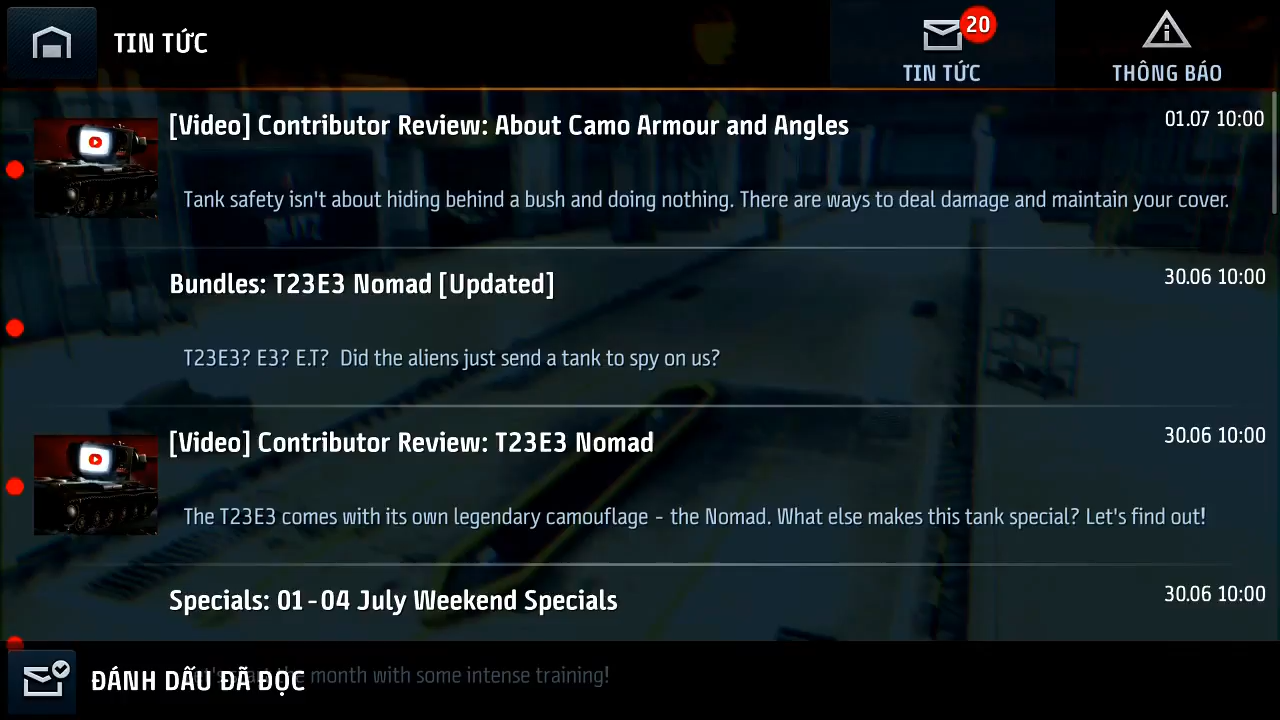 TIN TỨC
20
TIN TỨC
THÔNG BÁO
[Video] Contributor Review: About Camo Armour and Angles
01.07 10:00
Tank safety isn't about hiding behind a bush and doing nothing. There are ways to deal damage and maintain your cover.
Bundles: T23E3 Nomad [Updated]
30.06 10:00
T23E3? E3? E.T? Did the aliens just send a tank to spy on us?
[Video] Contributor Review: T23E3 Nomad
30.06 10:00
The T23E3 comes with its own legendary camouflage - the Nomad. What else makes this tank special? Let's find out!
Specials: 01-04 July Weekend Specials
30.06 10:00
month with some intense training!
ĐÁNH DẤU ĐÃ ĐỌC